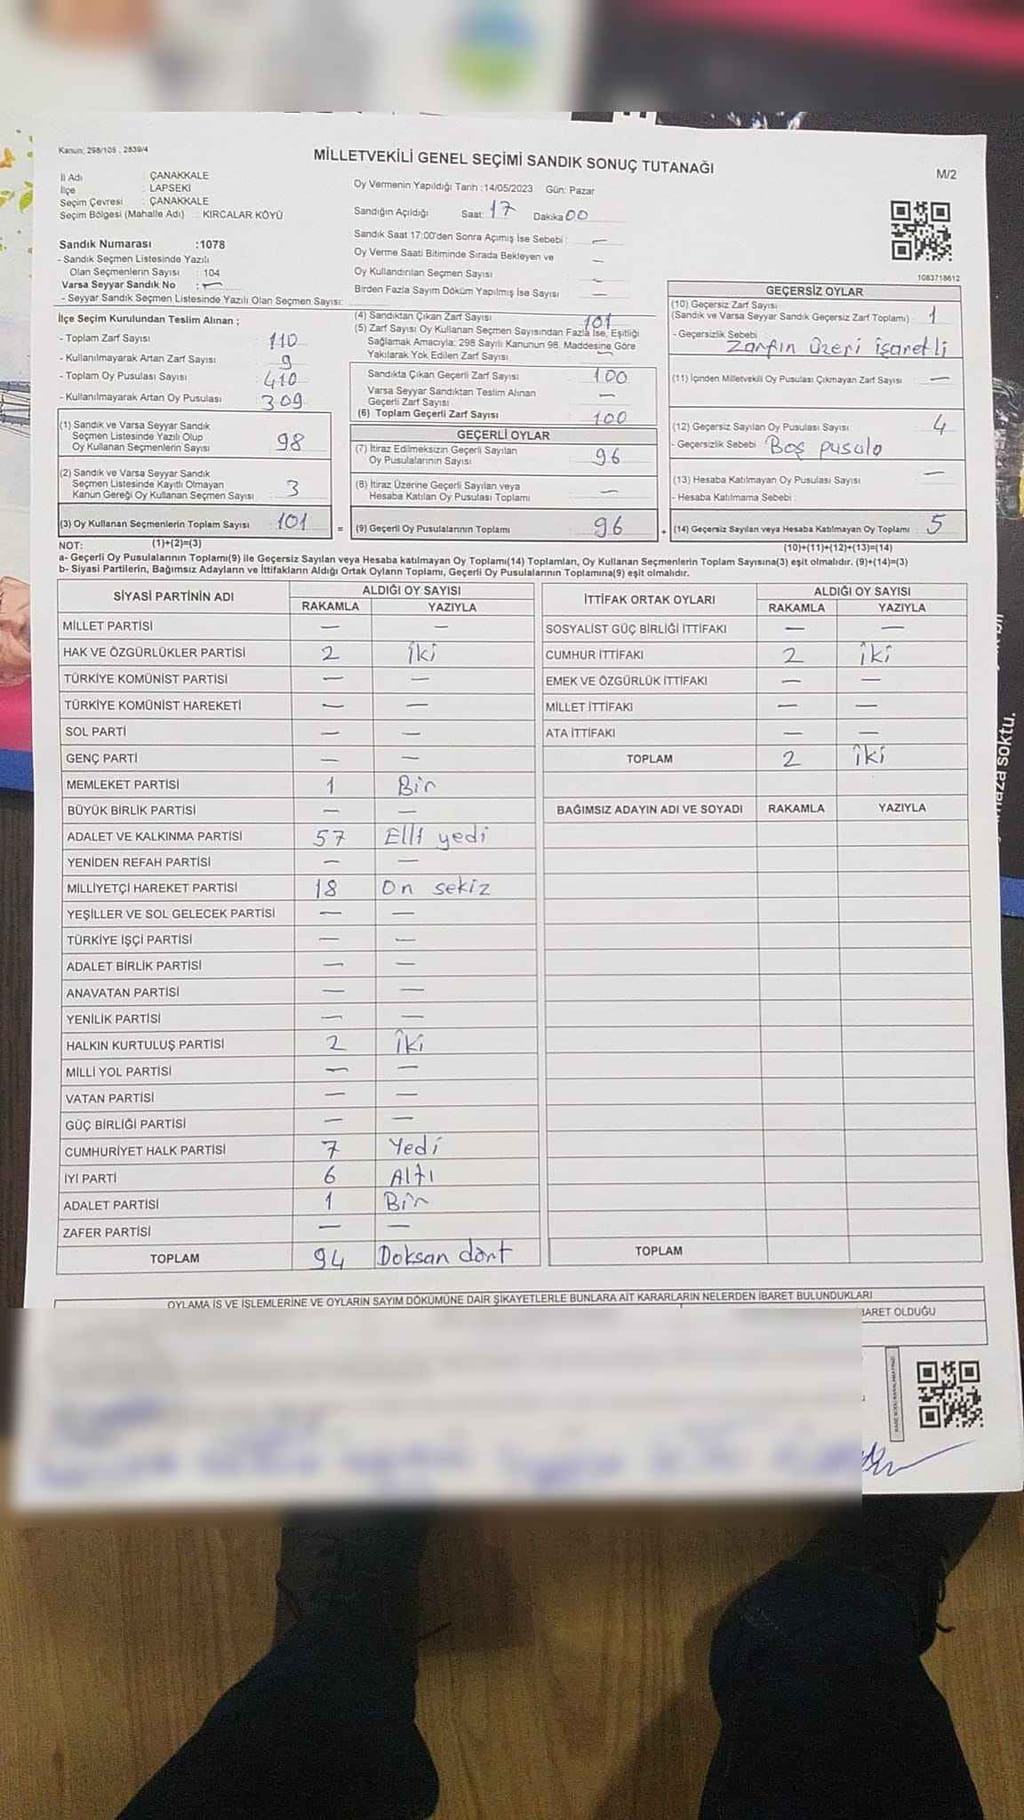 Kanun: 298/105 , 2839/4
MİLLETVEKİLİ GENEL SEÇİMİ SANDIK SONUÇ TUTANAĞI
M/2
İl Adı : ÇANAKKALE
İlçe : LAPSEKİ
Seçim Çevresi : ÇANAKKALE
Seçim Bölgesi (Mahalle Adı) : KIRCALAR KÖYÜ
Sandık Numarası :1078
- Sandık Seçmen Listesinde Yazılı
Olan Seçmenlerin Sayısı : 104
Varsa Seyyar Sandık No : —
- Seyyar Sandık Seçmen Listesinde Yazılı Olan Seçmen Sayısı: —
Oy Vermenin Yapıldığı Tarih :14/05/2023 Gün: Pazar
Sandığın Açıldığı Saat: 17 Dakika 00
Sandık Saat 17:00'den Sonra Açımış İse Sebebi : —
Oy Verme Saati Bitiminde Sırada Bekleyen ve
Oy Kullandırılan Seçmen Sayısı —
Birden Fazla Sayım Döküm Yapılmış İse Sayısı —
1083718612
İlçe Seçim Kurulundan Teslim Alınan ;
- Toplam Zarf Sayısı 110
- Kullanılmayarak Artan Zarf Sayısı 9
- Toplam Oy Pusulası Sayısı 410
- Kullanılmayarak Artan Oy Pusulası 309
(1) Sandık ve Varsa Seyyar Sandık
Seçmen Listesinde Yazılı Olup
Oy Kullanan Seçmenlerin Sayısı 98
(2) Sandık ve Varsa Seyyar Sandık
Seçmen Listesinde Kayıtlı Olmayan
Kanun Gereği Oy Kullanan Seçmen Sayısı 3
(3) Oy Kullanan Seçmenlerin Toplam Sayısı 101 =
(1)+(2)=(3)
(4) Sandıktan Çıkan Zarf Sayısı 101
(5) Zarf Sayısı Oy Kullanan Seçmen Sayısından Fazla İse, Eşitliği
Sağlamak Amacıyla; 298 Sayılı Kanunun 98. Maddesine Göre
Yakılarak Yok Edilen Zarf Sayısı —
Sandıkta Çıkan Geçerli Zarf Sayısı 100
Varsa Seyyar Sandıktan Teslim Alınan
Geçerli Zarf Sayısı —
(6) Toplam Geçerli Zarf Sayısı 100
GEÇERLİ OYLAR
(7) İtiraz Edilmeksizin Geçerli Sayılan
Oy Pusulalarının Sayısı 96
(8) İtiraz Üzerine Geçerli Sayılan veya
Hesaba Katılan Oy Pusulası Toplamı —
(9) Geçerli Oy Pusulalarının Toplamı 96 +
GEÇERSİZ OYLAR
(10) Geçersiz Zarf Sayısı
(Sandık ve Varsa Seyyar Sandık Geçersiz Zarf Toplamı) 1
- Geçersizlik Sebebi
Zarfın üzeri işaretli
(11) İçinden Milletvekili Oy Pusulası Çıkmayan Zarf Sayısı —
(12) Geçersiz Sayılan Oy Pusulası Sayısı 4
- Geçersizlik Sebebi Boş pusula
(13) Hesaba Katılmayan Oy Pusulası Sayısı —
- Hesaba Katılmama Sebebi :
(14) Geçersiz Sayılan veya Hesaba Katılmayan Oy Toplamı 5
(10)+(11)+(12)+(13)=(14)
NOT:
a- Geçerli Oy Pusulalarının Toplamı(9) ile Geçersiz Sayılan veya Hesaba katılmayan Oy Toplamı(14) Toplamları, Oy Kullanan Seçmenlerin Toplam Sayısına(3) eşit olmalıdır. (9)+(14)=(3)
b- Siyasi Partilerin, Bağımsız Adayların ve İttifakların Aldığı Ortak Oyların Toplamı, Geçerli Oy Pusulalarının Toplamına(9) eşit olmalıdır.
SİYASİ PARTİNİN ADI ALDIĞI OY SAYISI
RAKAMLA YAZIYLA
MİLLET PARTİSİ — —
HAK VE ÖZGÜRLÜKLER PARTİSİ 2 İki
TÜRKİYE KOMÜNİST PARTİSİ — —
TÜRKİYE KOMÜNİST HAREKETİ — —
SOL PARTİ — —
GENÇ PARTİ — —
MEMLEKET PARTİSİ 1 Bir
BÜYÜK BİRLİK PARTİSİ — —
ADALET VE KALKINMA PARTİSİ 57 Elli yedi
YENİDEN REFAH PARTİSİ — —
MİLLİYETÇİ HAREKET PARTİSİ 18 On sekiz
YEŞİLLER VE SOL GELECEK PARTİSİ — —
TÜRKİYE İŞÇİ PARTİSİ — —
ADALET BİRLİK PARTİSİ — —
ANAVATAN PARTİSİ — —
YENİLİK PARTİSİ — —
HALKIN KURTULUŞ PARTİSİ 2 İki
MİLLİ YOL PARTİSİ — —
VATAN PARTİSİ — —
GÜÇ BİRLİĞİ PARTİSİ — —
CUMHURİYET HALK PARTİSİ 7 Yedi
İYİ PARTİ 6 Altı
ADALET PARTİSİ 1 Bir
ZAFER PARTİSİ — —
TOPLAM 94 Doksan dört
İTTİFAK ORTAK OYLARI ALDIĞI OY SAYISI
RAKAMLA YAZIYLA
SOSYALİST GÜÇ BİRLİĞİ İTTİFAKI — —
CUMHUR İTTİFAKI 2 İki
EMEK VE ÖZGÜRLÜK İTTİFAKI — —
MİLLET İTTİFAKI — —
ATA İTTİFAKI — —
TOPLAM 2 İki
BAĞIMSIZ ADAYIN ADI VE SOYADI RAKAMLA YAZIYLA
TOPLAM
OYLAMA İŞ VE İŞLEMLERİNE VE OYLARIN SAYIM DÖKÜMÜNE DAİR ŞİKAYETLERLE BUNLARA AİT KARARLARIN NELERDEN İBARET BULUNDUKLARI
İBARET OLDUĞU
soktu.